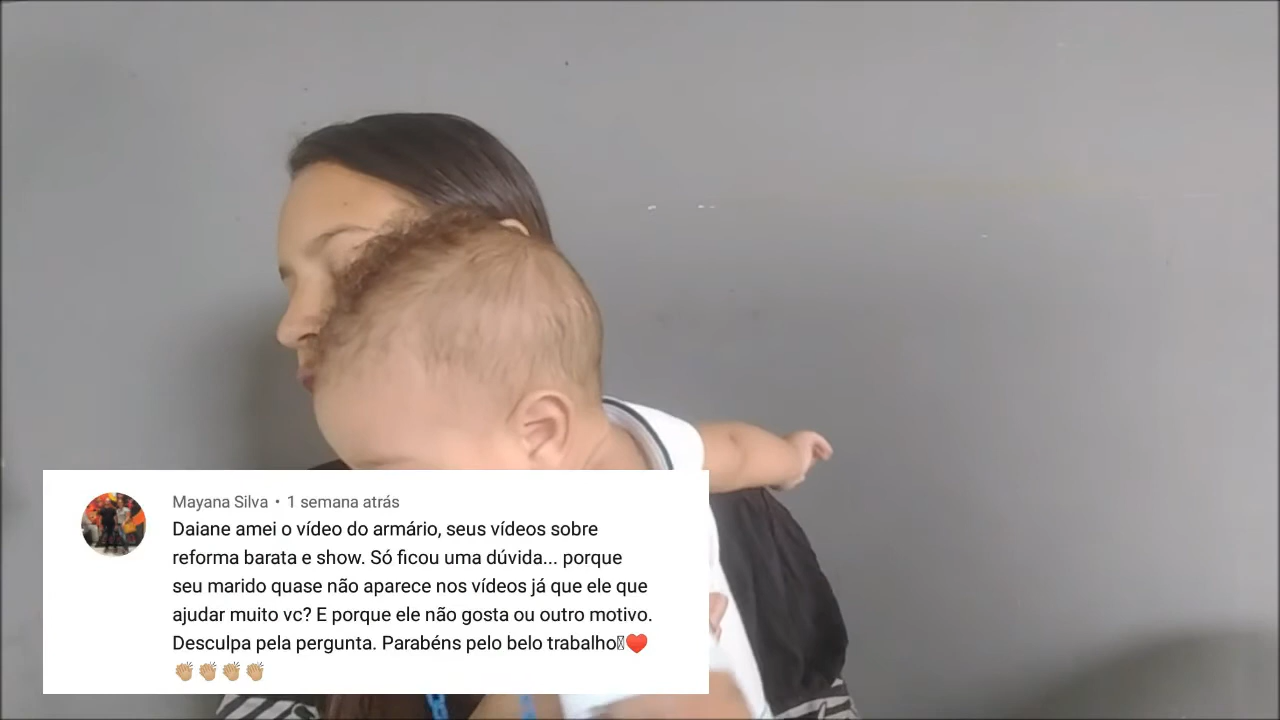 Mayana Silva • 1 semana atrás
Daiane amei o vídeo do armário, seus vídeos sobre
reforma barata e show. Só ficou uma dúvida... porque
seu marido quase não aparece nos vídeos já que ele que
ajudar muito vc? E porque ele não gosta ou outro motivo.
Desculpa pela pergunta. Parabéns pelo belo trabalho▯♥️
👏🏼👏🏼👏🏼👏🏼